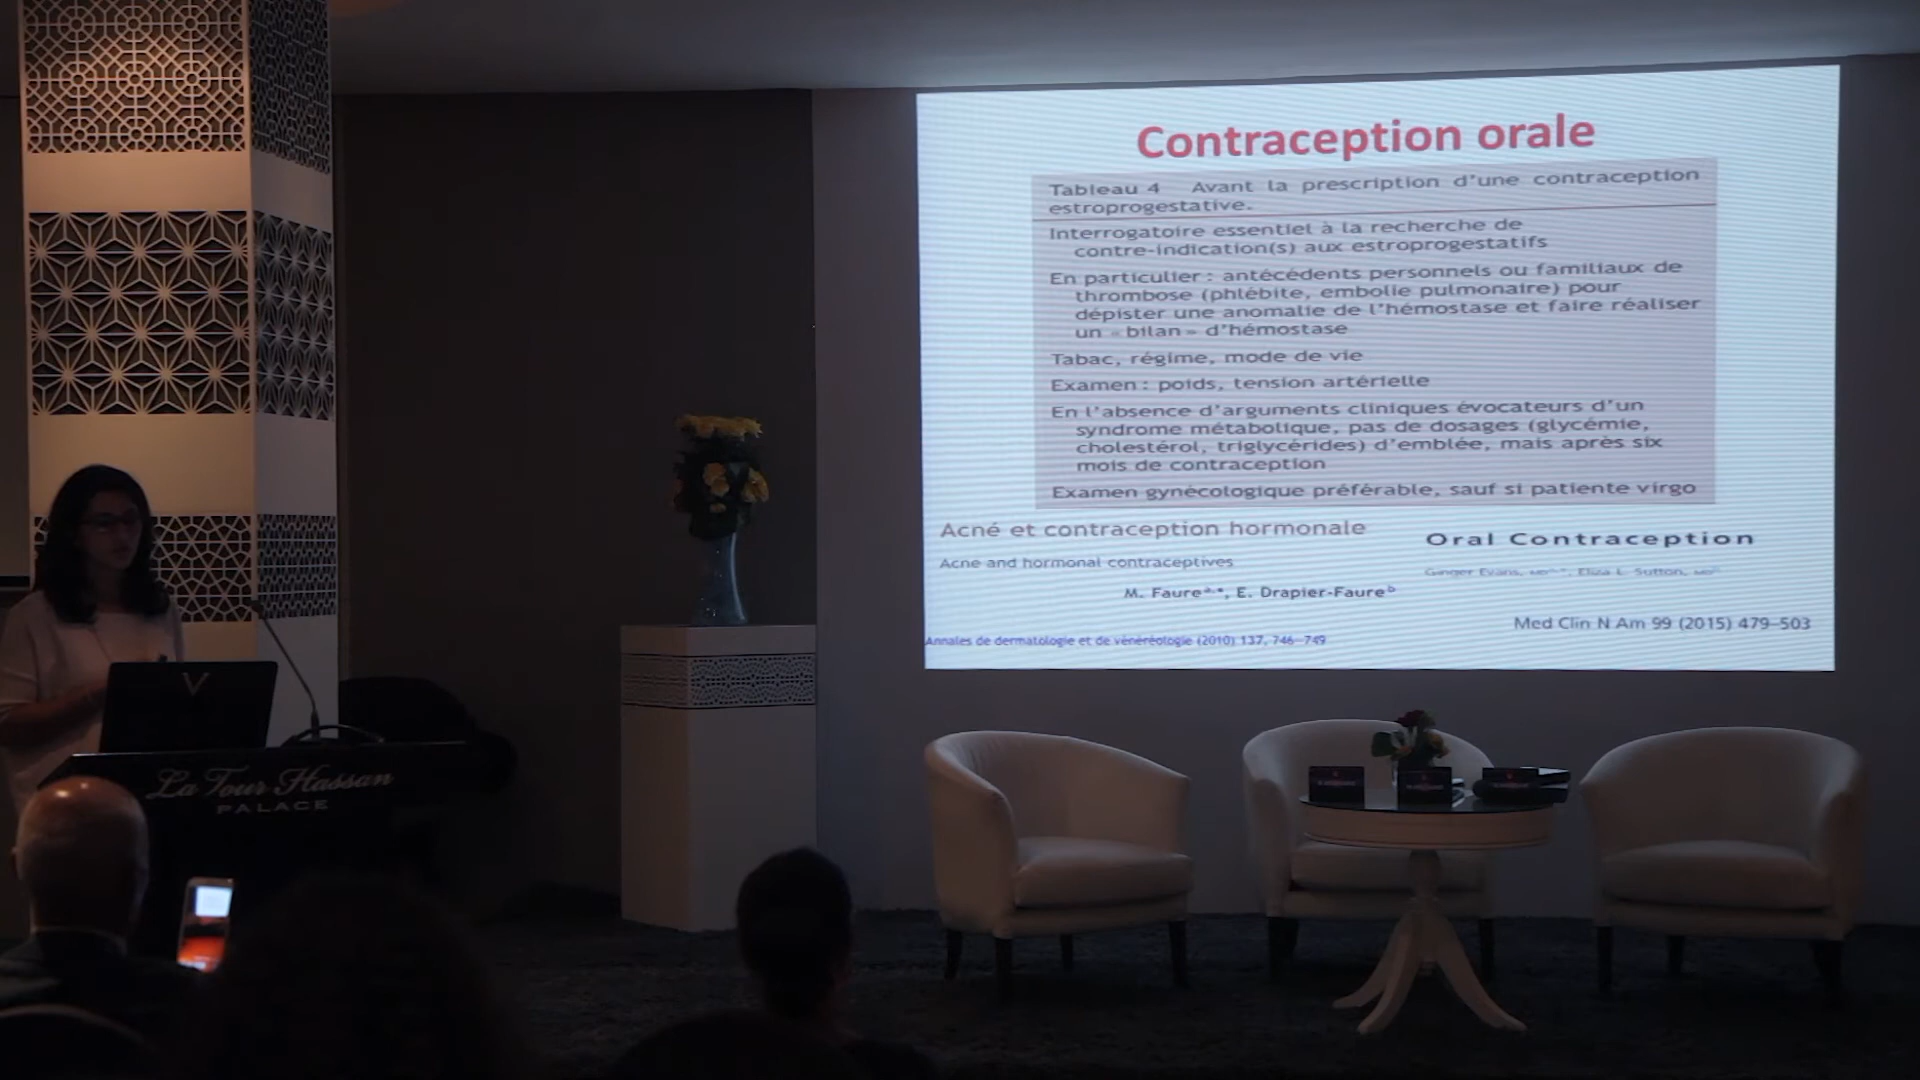 Contraception orale
Tableau 4 Avant la prescription d'une contraception
estroprogestative.
Interrogatoire essentiel à la recherche de
contre-indication(s) aux estroprogestatifs
En particulier : antécédents personnels ou familiaux de
thrombose (phlébite, embolie pulmonaire) pour
dépister une anomalie de l'hémostase et faire réaliser
un « bilan » d'hémostase
Tabac, régime, mode de vie
Examen : poids, tension artérielle
En l'absence d'arguments cliniques évocateurs d'un
syndrome métabolique, pas de dosages (glycémie,
cholestérol, triglycérides) d'emblée, mais après six
mois de contraception
Examen gynécologique préférable, sauf si patiente virgo
Acné et contraception hormonale
Acne and hormonal contraceptives
M. Faure a,*, E. Drapier-Faure b
Annales de dermatologie et de vénéréologie (2010) 137, 746–749
Oral Contraception
Ginger Evans, Eliza L. Sutton,
Med Clin N Am 99 (2015) 479–503
V
La Tour Hassan
PALACE